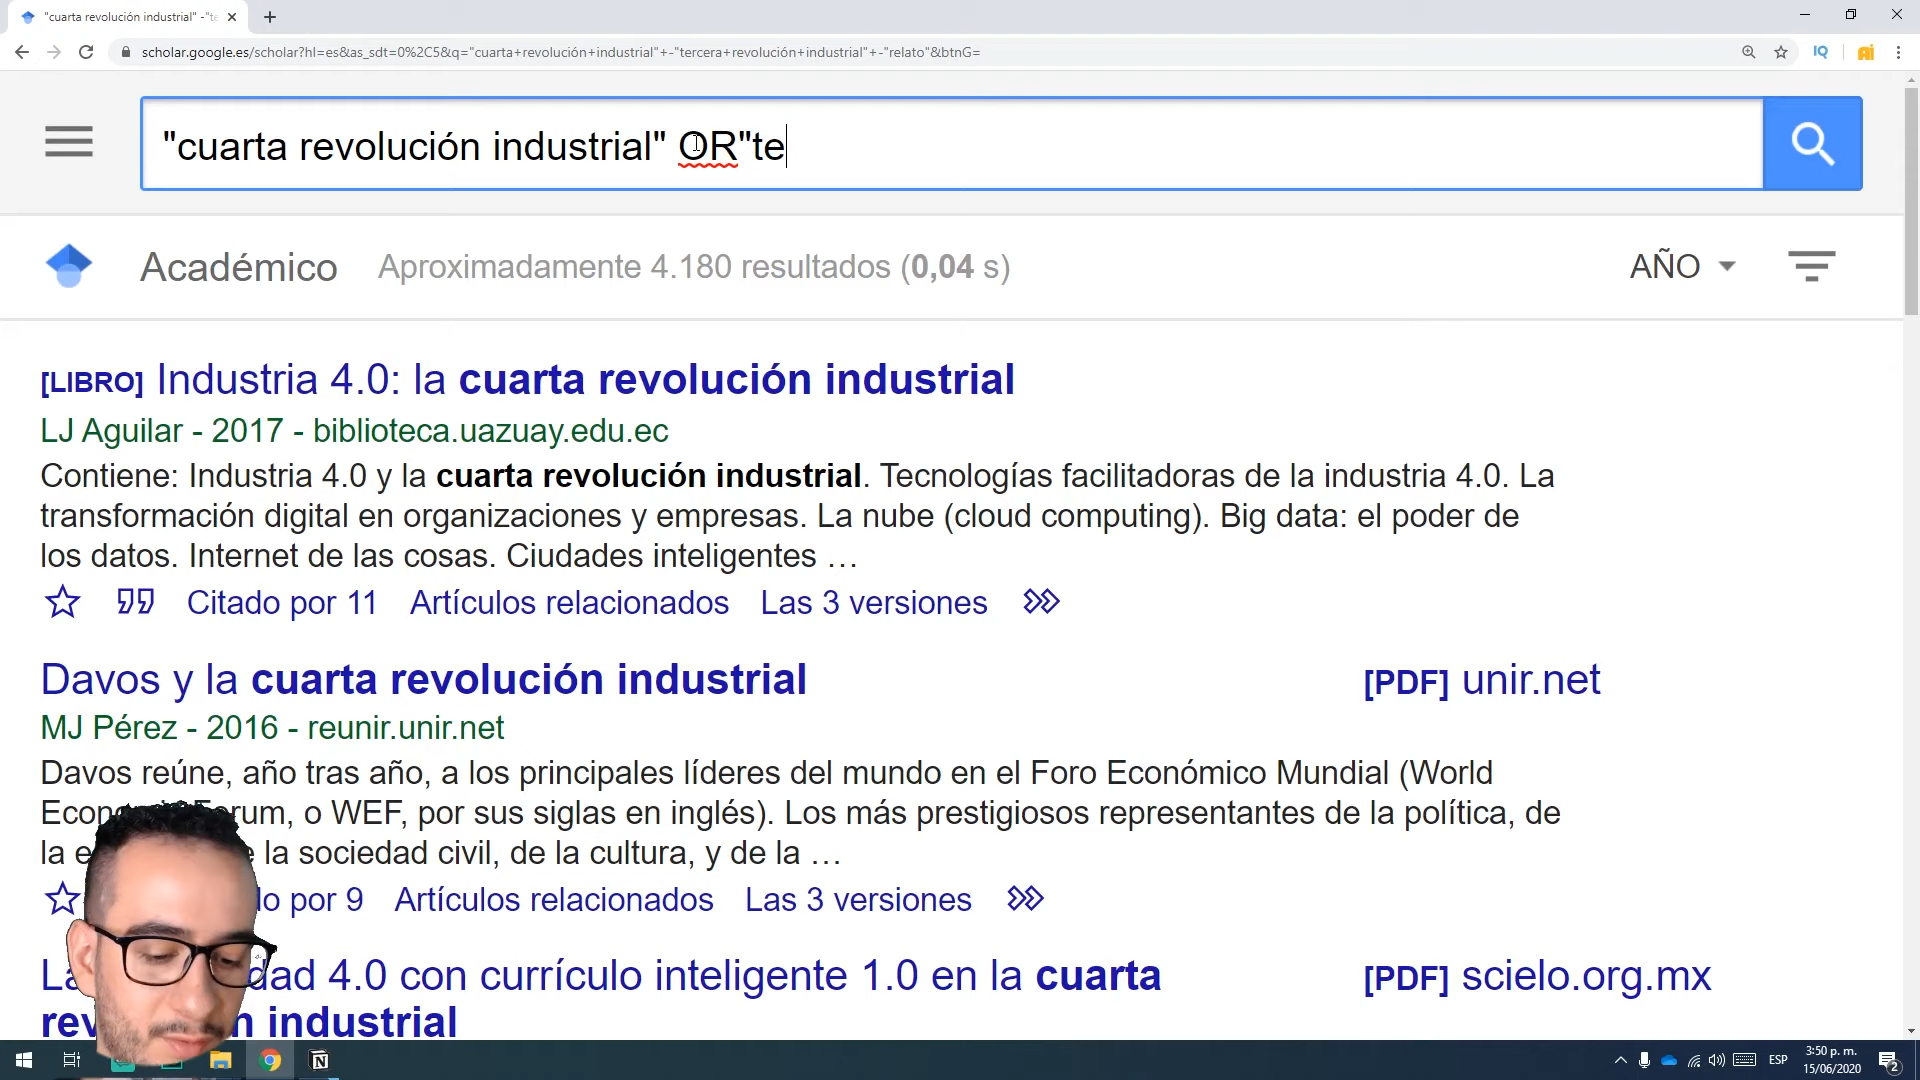 "cuarta revolución industrial" -"te
scholar.google.es/scholar?hl=es&as_sdt=0%2C5&q="cuarta+revolución+industrial"+-"tercera+revolución+industrial"+-"relato"&btnG=
"cuarta revolución industrial" OR"te
Académico
Aproximadamente 4.180 resultados (0,04 s)
AÑO
[LIBRO] Industria 4.0: la cuarta revolución industrial
LJ Aguilar - 2017 - biblioteca.uazuay.edu.ec
Contiene: Industria 4.0 y la cuarta revolución industrial. Tecnologías facilitadoras de la industria 4.0. La
transformación digital en organizaciones y empresas. La nube (cloud computing). Big data: el poder de
los datos. Internet de las cosas. Ciudades inteligentes …
Citado por 11 Artículos relacionados Las 3 versiones
Davos y la cuarta revolución industrial
[PDF] unir.net
MJ Pérez - 2016 - reunir.unir.net
Davos reúne, año tras año, a los principales líderes del mundo en el Foro Económico Mundial (World
rum, o WEF, por sus siglas en inglés). Los más prestigiosos representantes de la política, de
la e la sociedad civil, de la cultura, y de la …
do por 9 Artículos relacionados Las 3 versiones
dad 4.0 con currículo inteligente 1.0 en la cuarta
[PDF] scielo.org.mx
rev n industrial
ESP
3:50 p. m.
15/06/2020
2